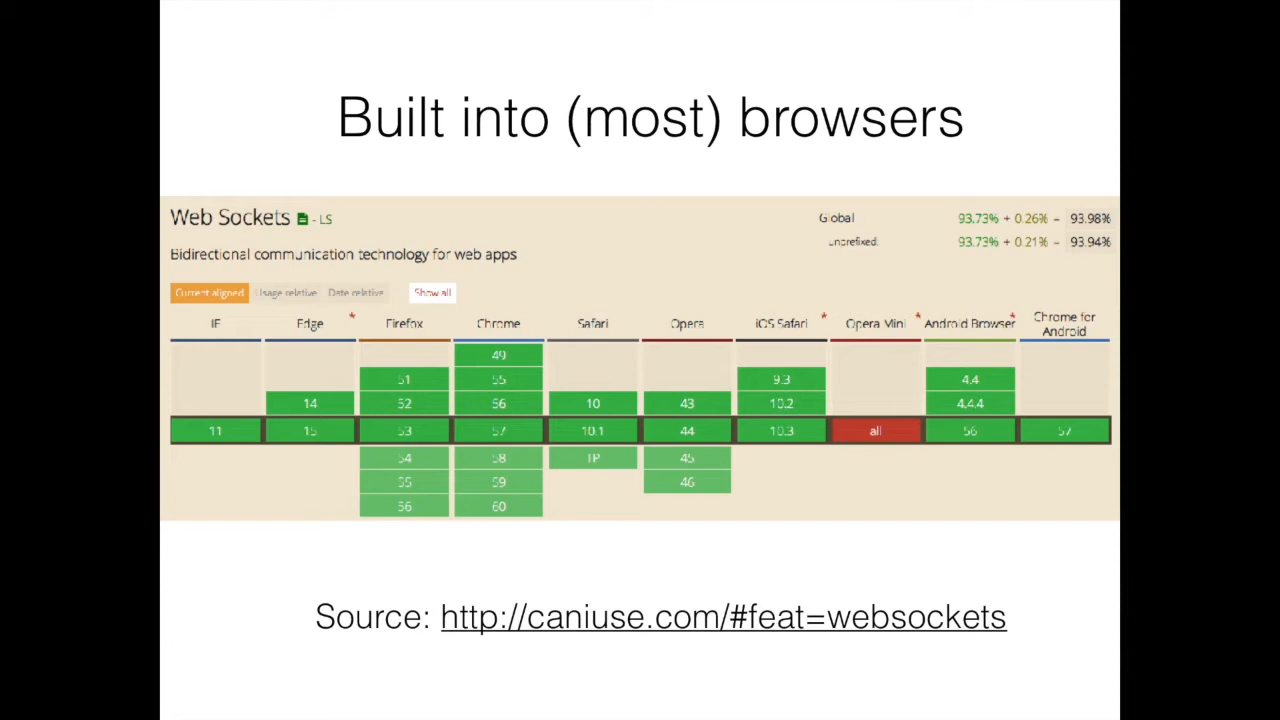 Built into (most) browsers
Web Sockets - LS
Global 93.73% + 0.26% = 93.98%
unprefixed: 93.73% + 0.21% = 93.94%
Bidirectional communication technology for web apps
Current aligned Usage relative Date relative Show all
IE Edge * Firefox Chrome Safari Opera iOS Safari * Opera Mini * Android Browser * Chrome for Android
49
51 55 9.3 4.4
14 52 56 10 43 10.2 4.4.4
11 15 53 57 10.1 44 10.3 all 56 57
54 58 TP 45
55 59 46
56 60
Source: http://caniuse.com/#feat=websockets